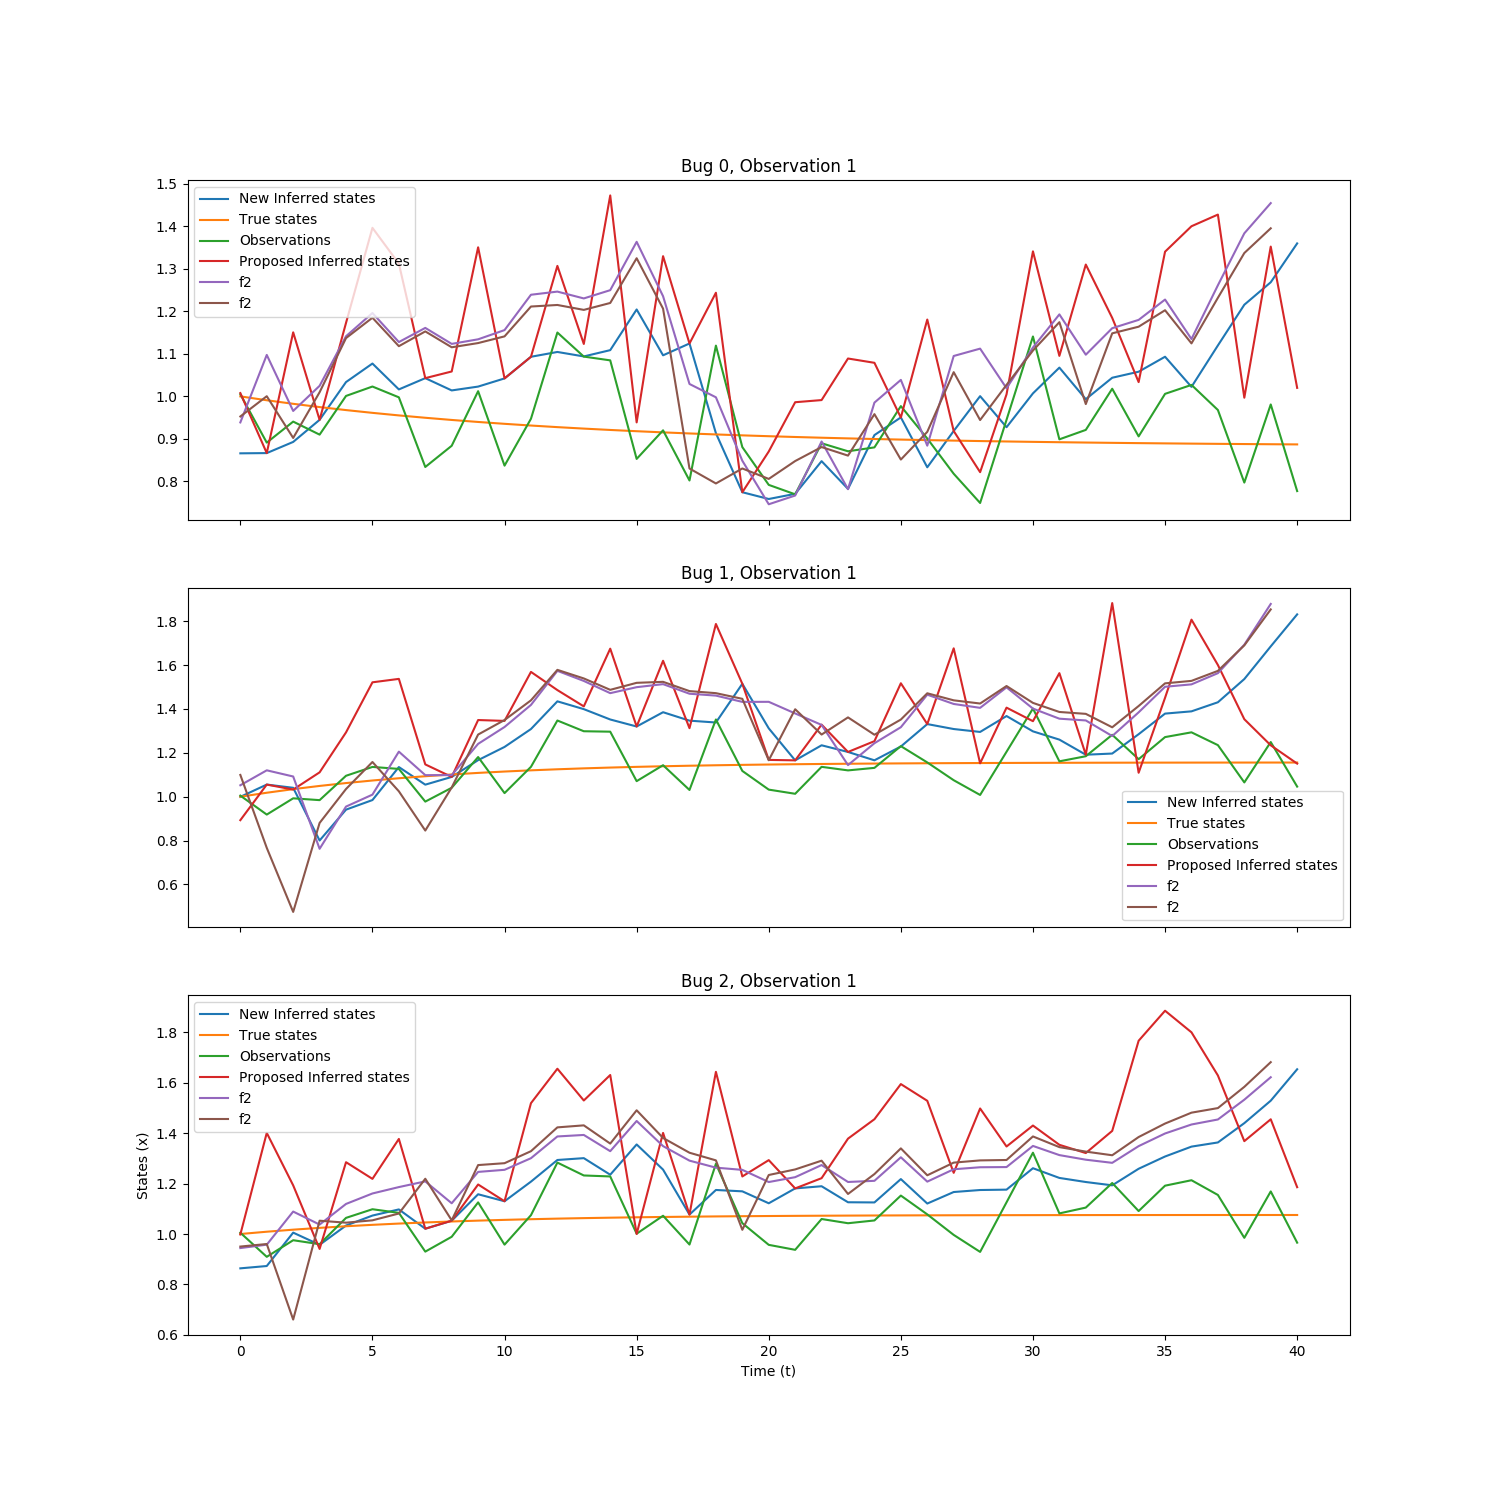 Bug 0, Observation 1
1.5
1.4
1.3
1.2
1.1
1.0
0.9
0.8
New Inferred states
True states
Observations
Proposed Inferred states
f2
f2
Bug 1, Observation 1
1.8
1.6
1.4
1.2
1.0
0.8
0.6
New Inferred states
True states
Observations
Proposed Inferred states
f2
f2
Bug 2, Observation 1
States (x)
1.8
1.6
1.4
1.2
1.0
0.8
0.6
New Inferred states
True states
Observations
Proposed Inferred states
f2
f2
0 5 10 15 20 25 30 35 40
Time (t)